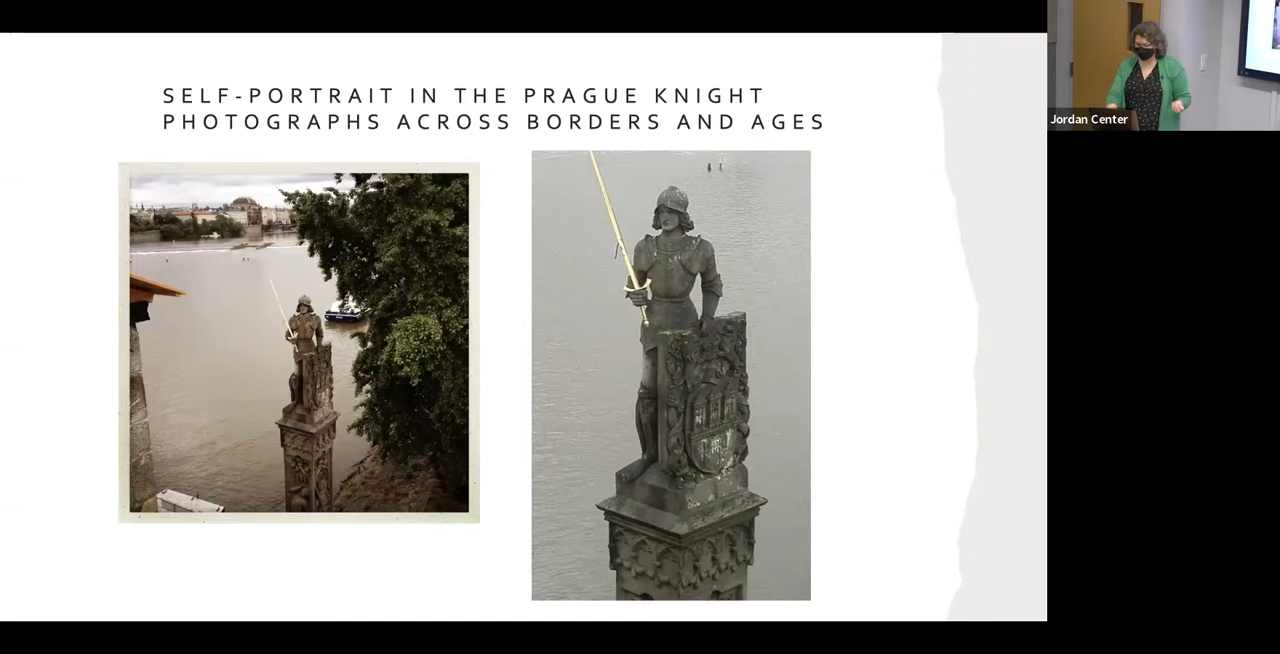 SELF-PORTRAIT IN THE PRAGUE KNIGHT
PHOTOGRAPHS ACROSS BORDERS AND AGES
Jordan Center